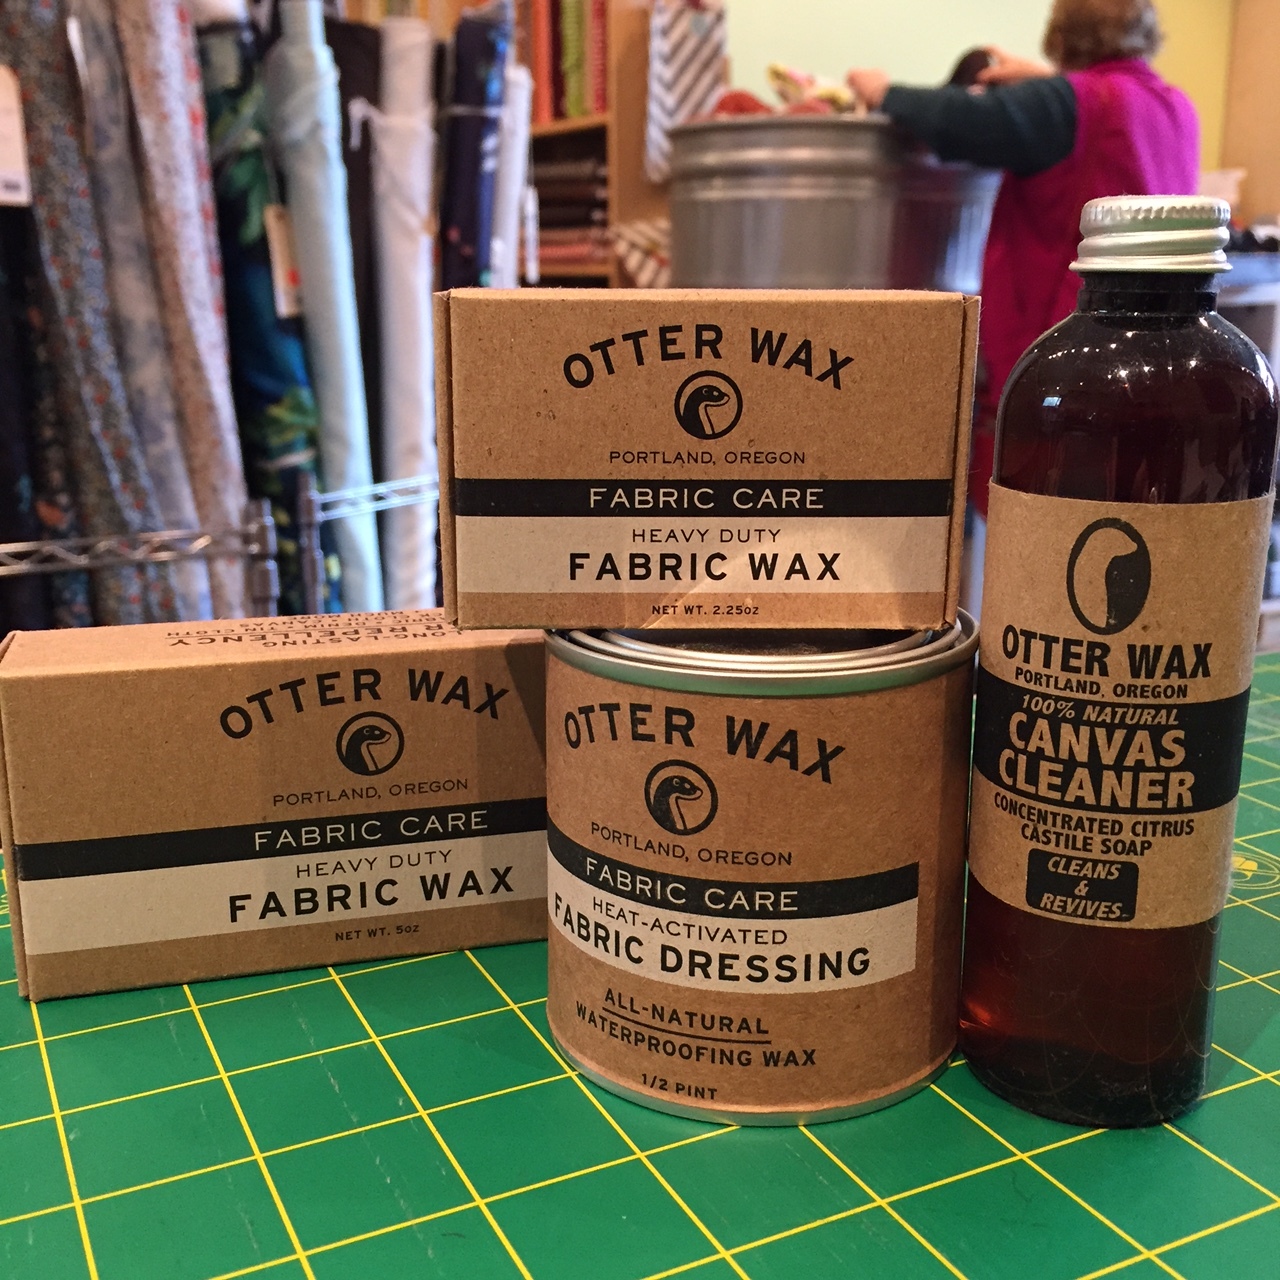 OTTER WAX
PORTLAND, OREGON
FABRIC CARE
HEAVY DUTY
FABRIC WAX
NET WT. 2.25oz
LASTING
REPELLENCY
OTTER WAX
PORTLAND, OREGON
FABRIC CARE
HEAVY DUTY
FABRIC WAX
NET WT. 5oz
OTTER WAX
PORTLAND, OREGON
FABRIC CARE
HEAT-ACTIVATED
FABRIC DRESSING
ALL-NATURAL
WATERPROOFING WAX
1/2 PINT
OTTER WAX
PORTLAND, OREGON
100% NATURAL
CANVAS
CLEANER
CONCENTRATED CITRUS
CASTILE SOAP
CLEANS
&
REVIVES